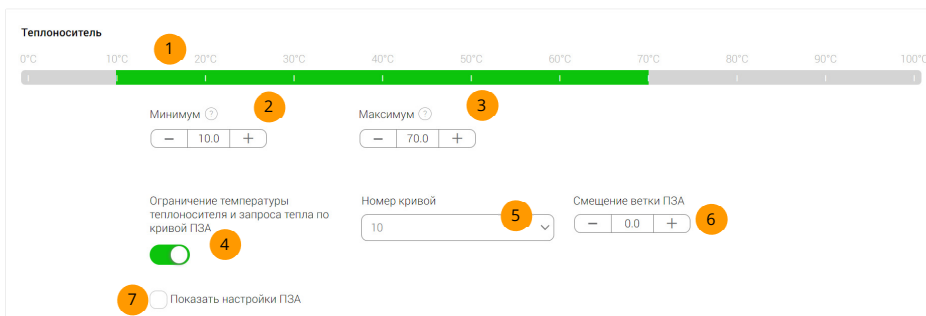 Теплоноситель
1
0°C 10°C 20°C 30°C 40°C 50°C 60°C 70°C 80°C 90°C 100°C
Минимум ? 2 Максимум ? 3
− 10.0 + − 70.0 +
Ограничение температуры Номер кривой Смещение ветки ПЗА
теплоносителя и запроса тепла по
кривой ПЗА
4
10 5
− 0.0 + 6
7 Показать настройки ПЗА